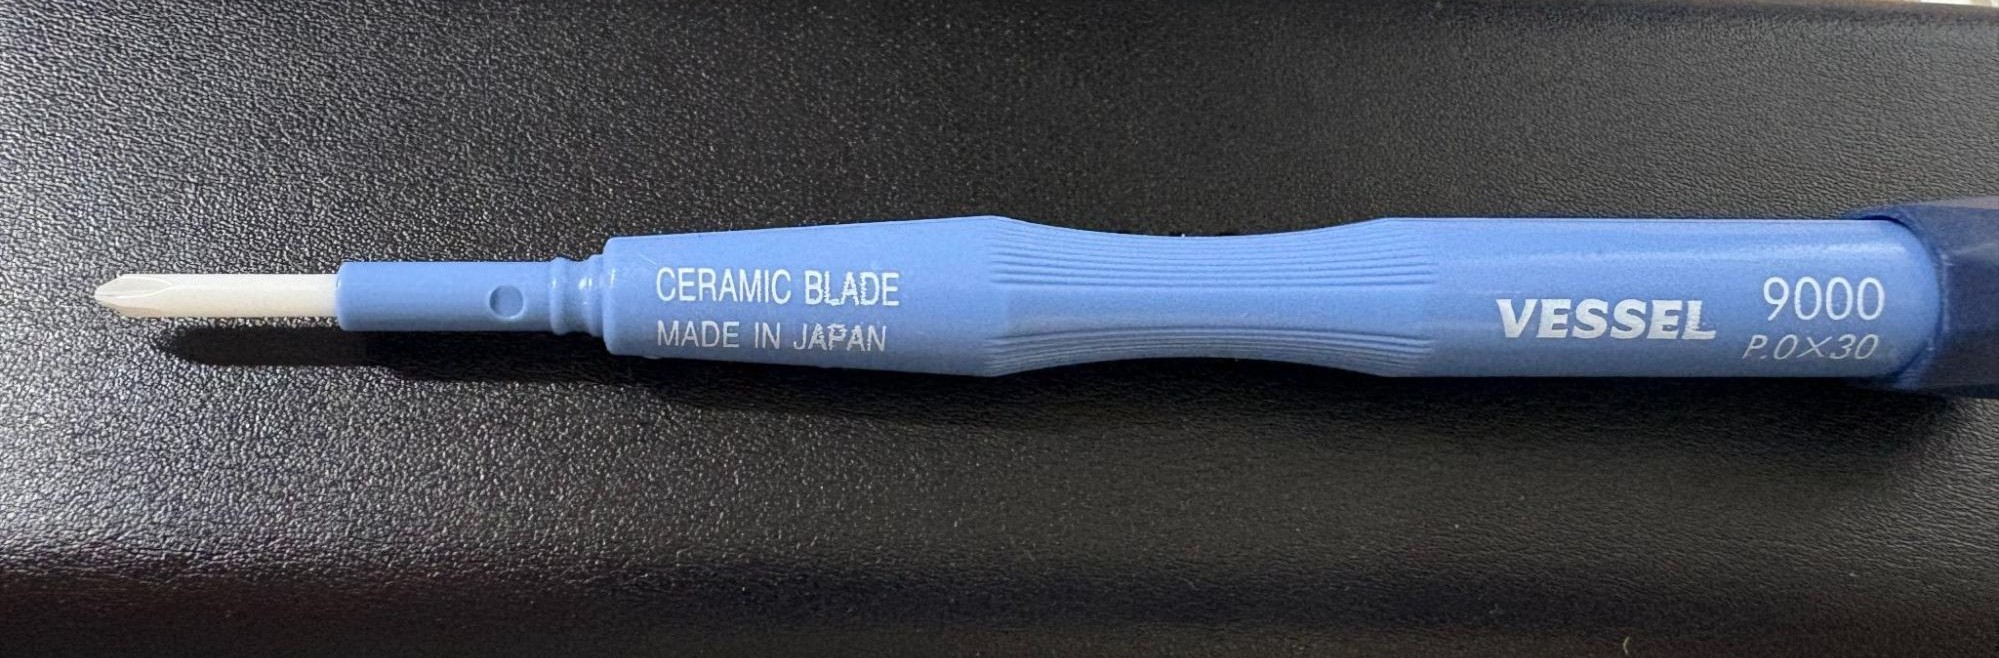 CERAMIC BLADE
MADE IN JAPAN
VESSEL 9000
P.0×30